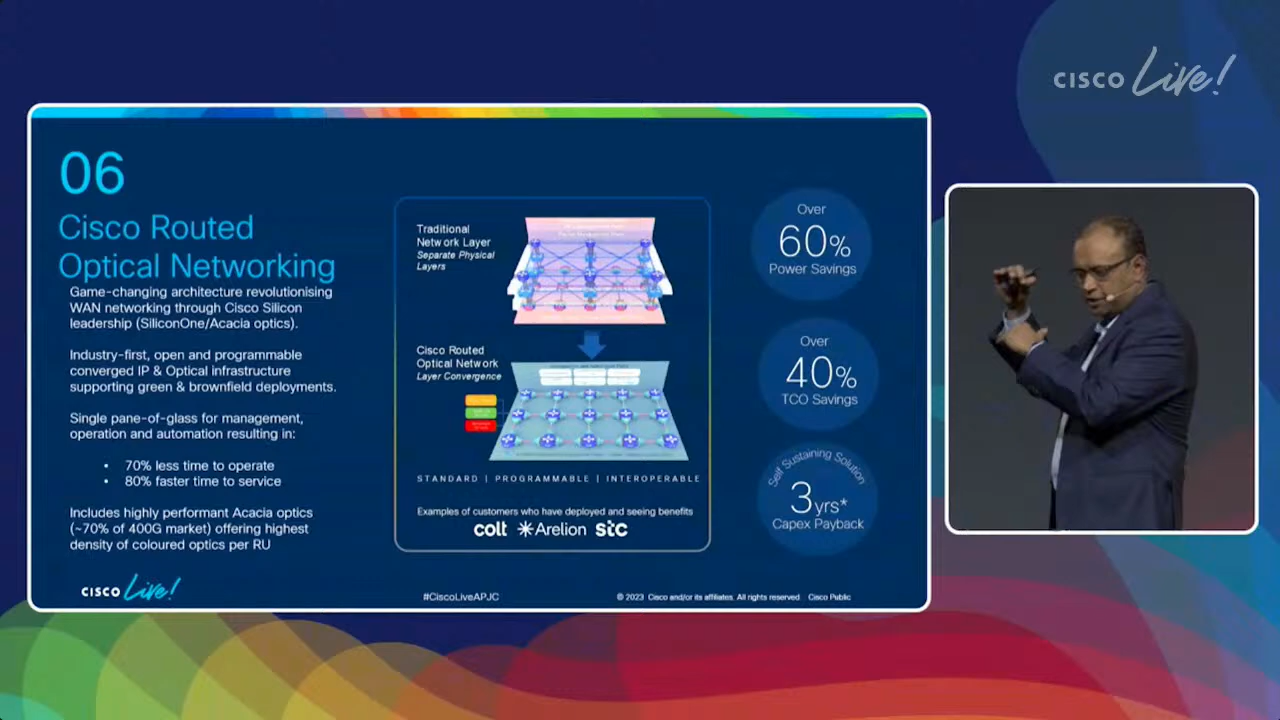 CISCO Live!
06
Cisco Routed
Optical Networking
Game-changing architecture revolutionising
WAN networking through Cisco Silicon
leadership (SiliconOne/Acacia optics).
Industry-first, open and programmable
converged IP & Optical infrastructure
supporting green & brownfield deployments.
Single pane-of-glass for management,
operation and automation resulting in:
• 70% less time to operate
• 80% faster time to service
Includes highly performant Acacia optics
(~70% of 400G market) offering highest
density of coloured optics per RU
Traditional
Network Layer
Separate Physical
Layers
Cisco Routed
Optical Network
Layer Convergence
STANDARD | PROGRAMMABLE | INTEROPERABLE
Examples of customers who have deployed and seeing benefits
colt Arelion stc
Over
60%
Power Savings
Over
40%
TCO Savings
Self Sustaining Solution
3yrs*
Capex Payback
CISCO Live!
#CiscoLiveAPJC
© 2023 Cisco and/or its affiliates. All rights reserved Cisco Public